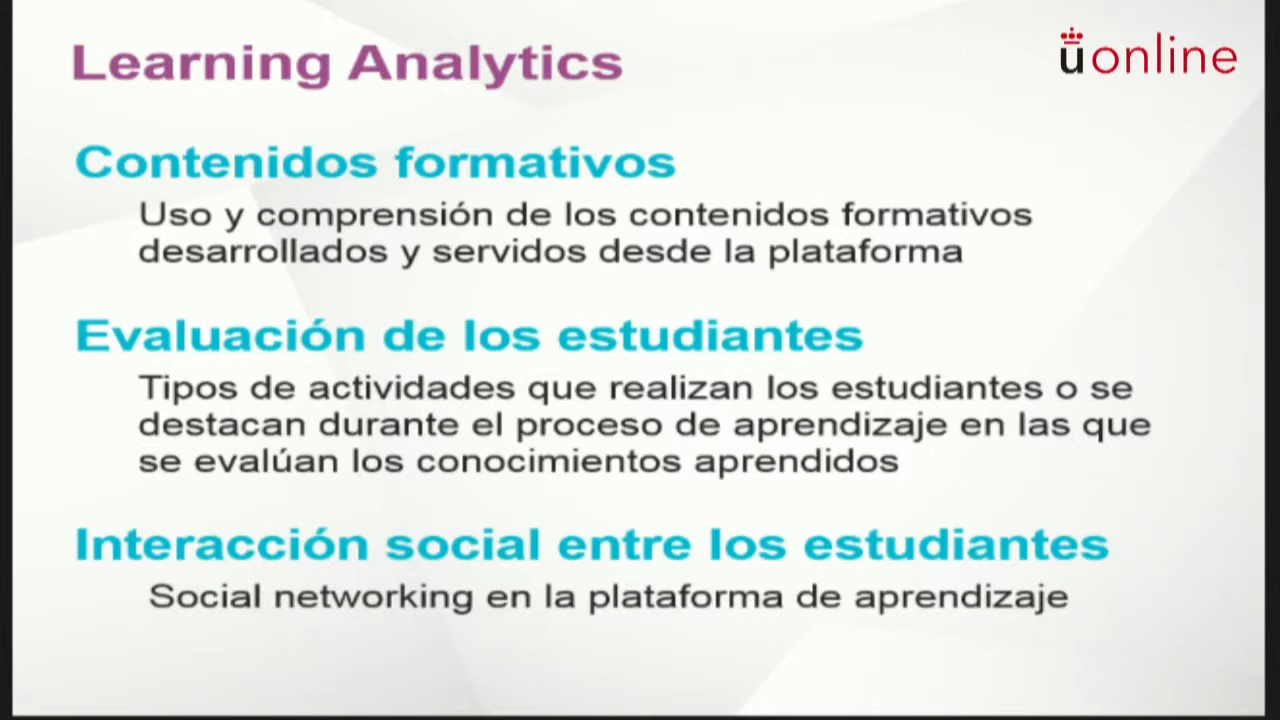 Learning Analytics
uonline
Contenidos formativos
Uso y comprensión de los contenidos formativos
desarrollados y servidos desde la plataforma
Evaluación de los estudiantes
Tipos de actividades que realizan los estudiantes o se
destacan durante el proceso de aprendizaje en las que
se evalúan los conocimientos aprendidos
Interacción social entre los estudiantes
Social networking en la plataforma de aprendizaje